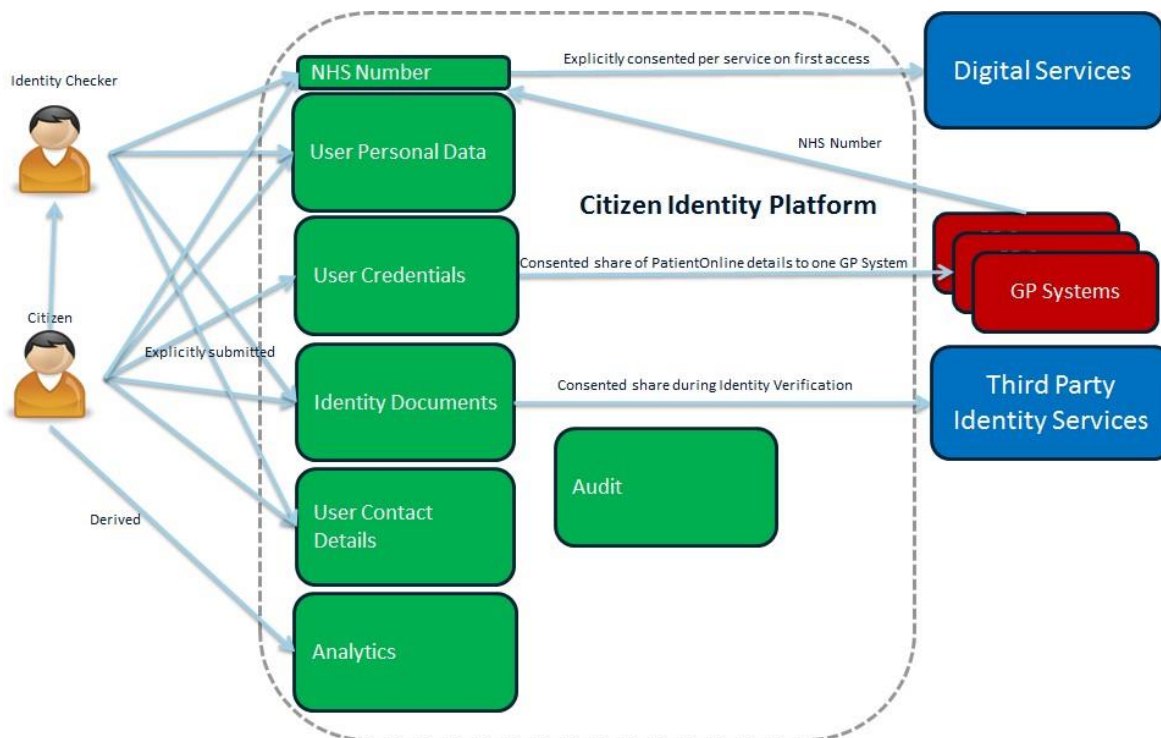 NHS Number
Explicitly consented per service on first access
Digital Services
Identity Checker
User Personal Data
NHS Number
Citizen Identity Platform
User Credentials
Consented share of PatientOnline details to one GP System
GP Systems
Citizen
Explicitly submitted
Identity Documents
Consented share during Identity Verification
Third Party
Identity Services
Audit
User Contact
Details
Derived
Analytics